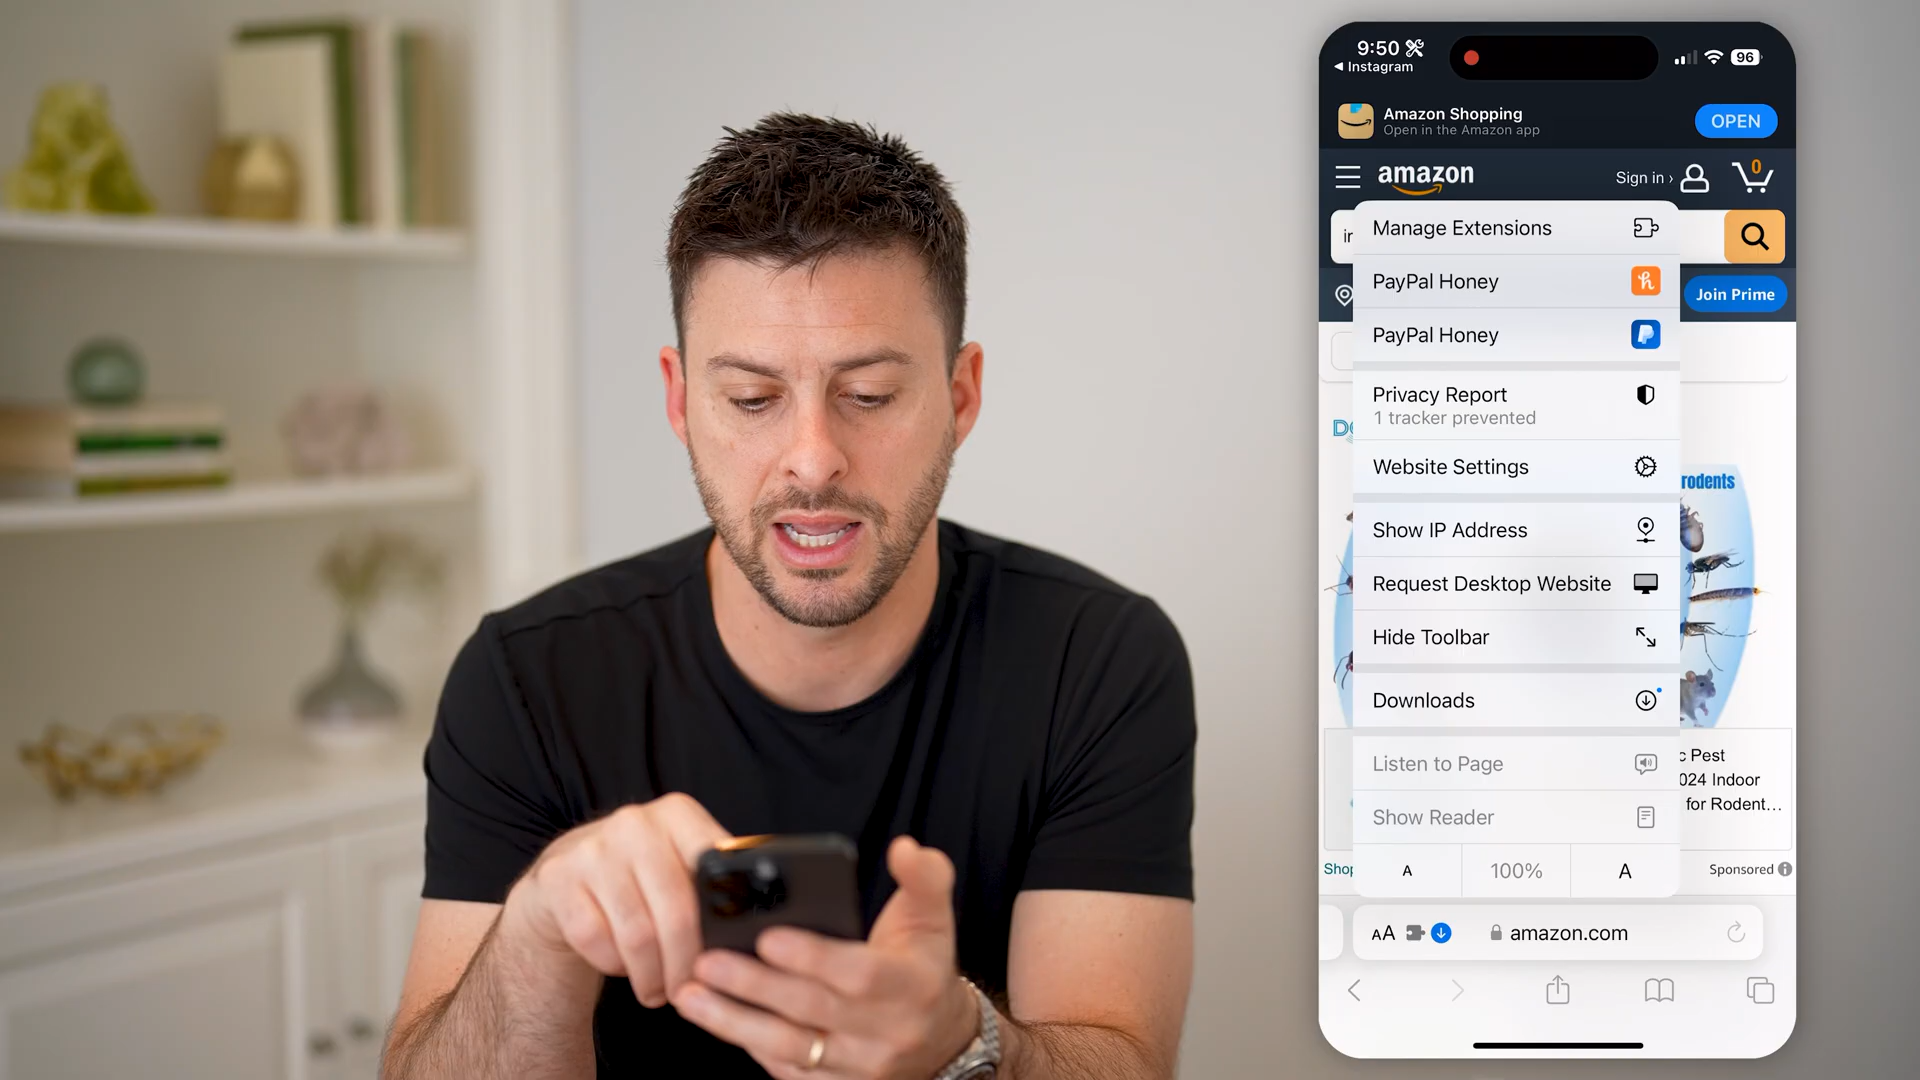 9:50
96
◄ Instagram
Amazon Shopping
Open in the Amazon app
OPEN
amazon
Sign in ›
0
Manage Extensions
PayPal Honey
h
Join Prime
PayPal Honey
Privacy Report
1 tracker prevented
Website Settings
rodents
Show IP Address
Request Desktop Website
Hide Toolbar
Downloads
Listen to Page
c Pest
024 Indoor
for Rodent...
Show Reader
A
100%
A
Shop
Sponsored
AA
amazon.com